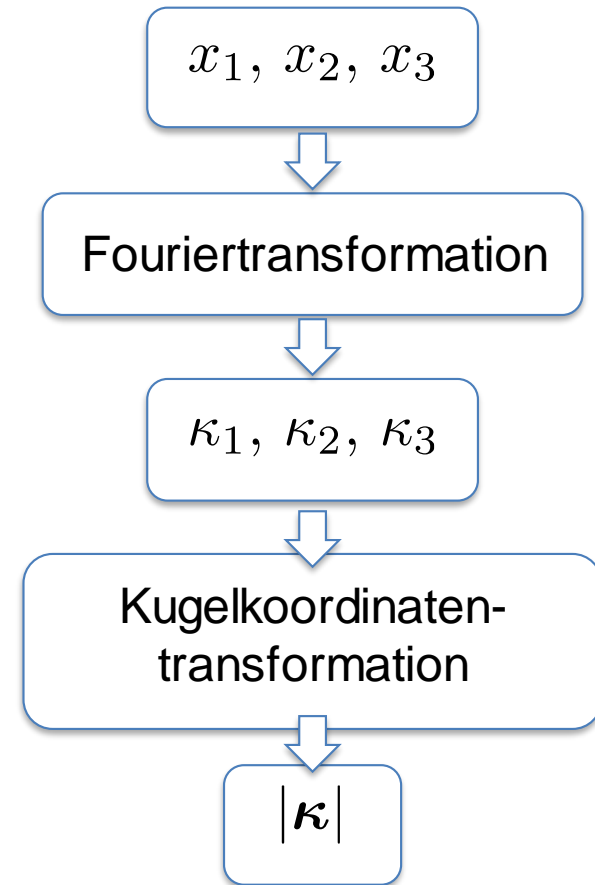 x₁, x₂, x₃
Fouriertransformation
κ₁, κ₂, κ₃
Kugelkoordinaten-
transformation
|κ|